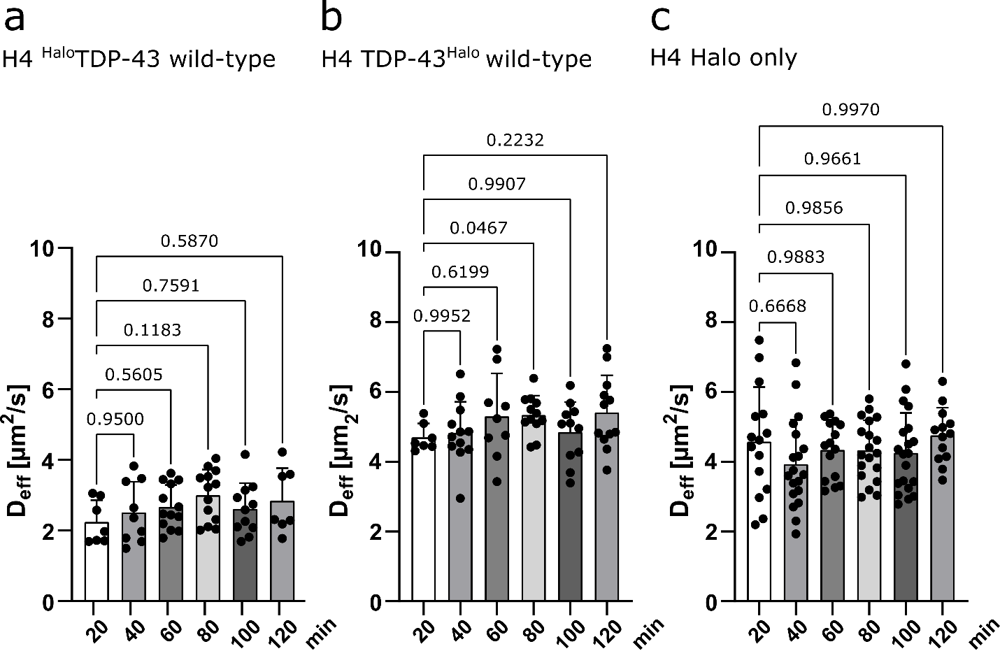 a
H4 HaloTDP-43 wild-type
0.5870
0.7591
0.1183
0.5605
0.9500
Deff [µm2/s]
10
8
6
4
2
0
20 40 60 80 100 120 min
b
H4 TDP-43Halo wild-type
0.2232
0.9907
0.0467
0.6199
0.9952
Deff [µm2/s]
10
8
6
4
2
0
20 40 60 80 100 120 min
c
H4 Halo only
0.9970
0.9661
0.9856
0.9883
0.6668
Deff [µm2/s]
10
8
6
4
2
0
20 40 60 80 100 120 min